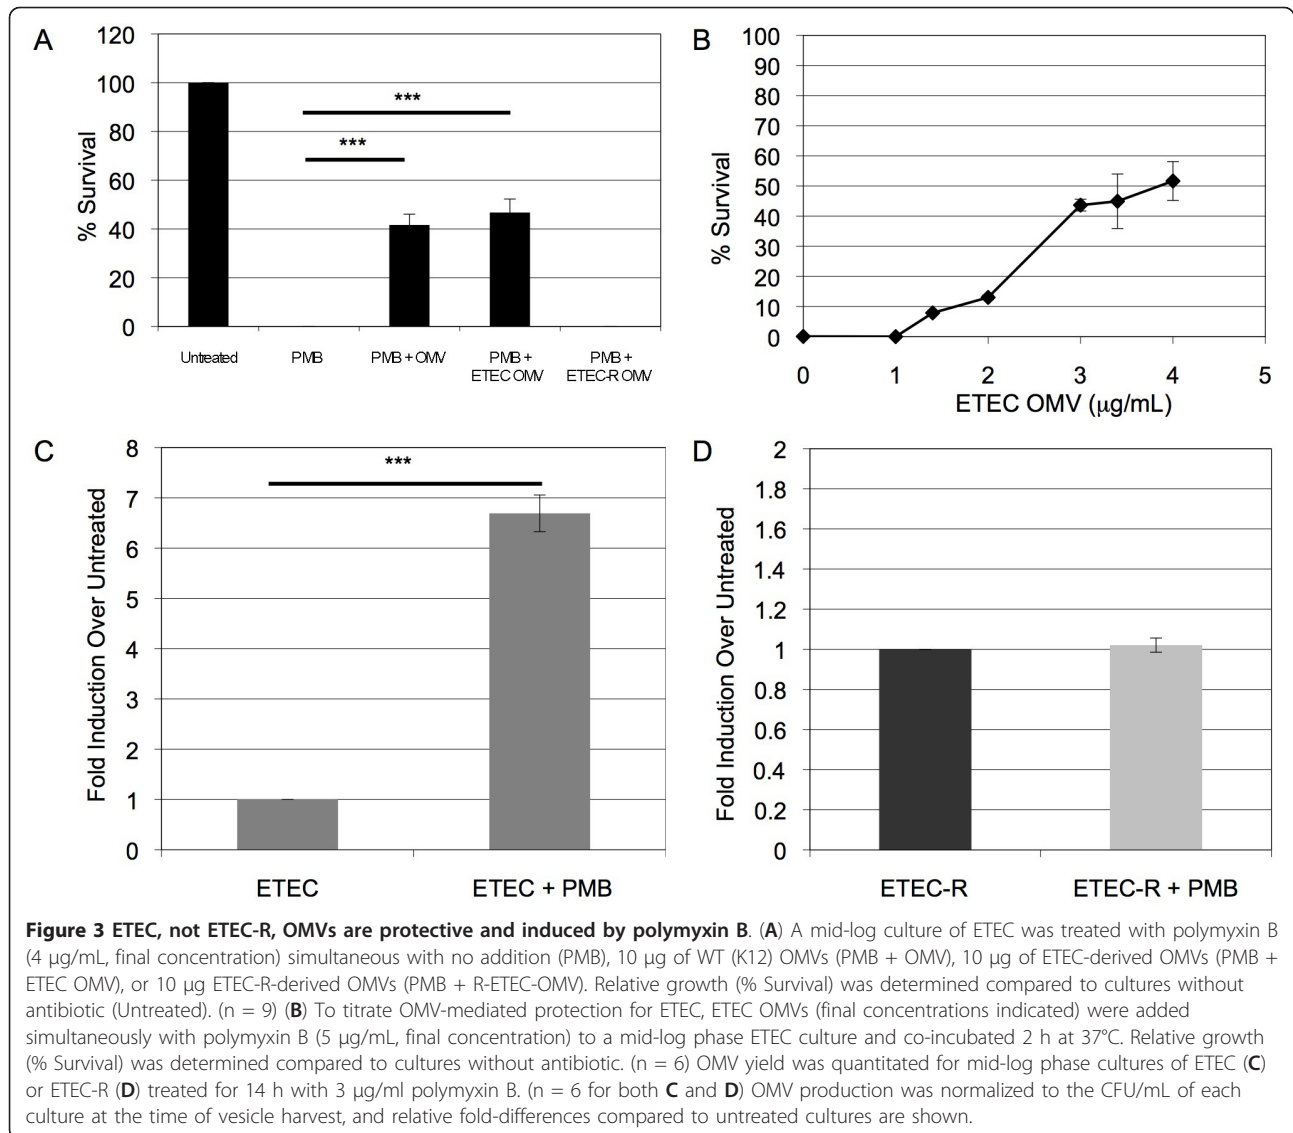 A
% Survival
120
100
80
60
40
20
0
***
***
Untreated
PMB
PMB + OMV
PMB +
ETEC OMV
PMB +
ETEC-R OMV
B
% Survival
100
90
80
70
60
50
40
30
20
10
0
0 1 2 3 4 5
ETEC OMV (µg/mL)
C
Fold Induction Over Untreated
8
7
6
5
4
3
2
1
0
***
ETEC
ETEC + PMB
D
Fold Induction Over Untreated
2
1.8
1.6
1.4
1.2
1
0.8
0.6
0.4
0.2
0
ETEC-R
ETEC-R + PMB
Figure 3 ETEC, not ETEC-R, OMVs are protective and induced by polymyxin B. (A) A mid-log culture of ETEC was treated with polymyxin B
(4 µg/mL, final concentration) simultaneous with no addition (PMB), 10 µg of WT (K12) OMVs (PMB + OMV), 10 µg of ETEC-derived OMVs (PMB +
ETEC OMV), or 10 µg ETEC-R-derived OMVs (PMB + R-ETEC-OMV). Relative growth (% Survival) was determined compared to cultures without
antibiotic (Untreated). (n = 9) (B) To titrate OMV-mediated protection for ETEC, ETEC OMVs (final concentrations indicated) were added
simultaneously with polymyxin B (5 µg/mL, final concentration) to a mid-log phase ETEC culture and co-incubated 2 h at 37°C. Relative growth
(% Survival) was determined compared to cultures without antibiotic. (n = 6) OMV yield was quantitated for mid-log phase cultures of ETEC (C)
or ETEC-R (D) treated for 14 h with 3 µg/ml polymyxin B. (n = 6 for both C and D) OMV production was normalized to the CFU/mL of each
culture at the time of vesicle harvest, and relative fold-differences compared to untreated cultures are shown.